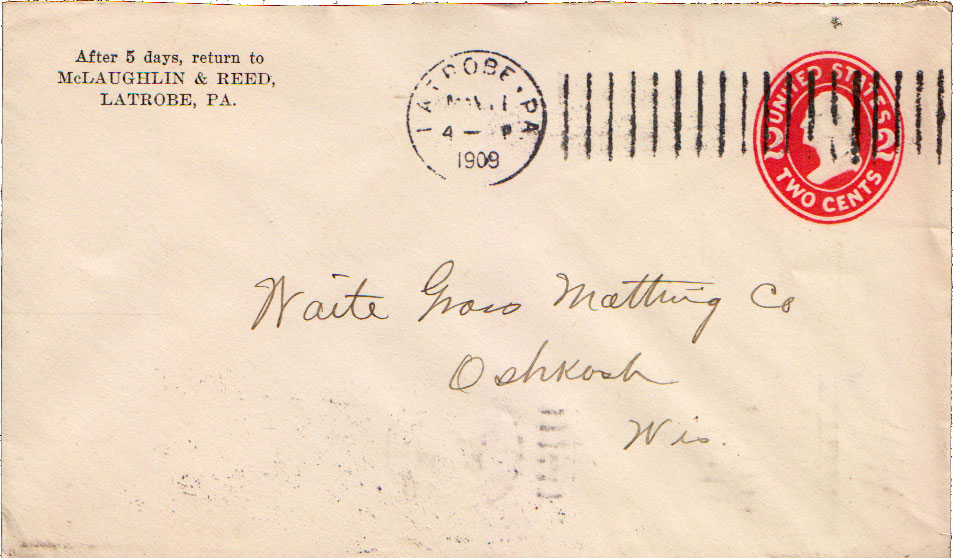 After 5 days, return to
McLAUGHLIN & REED,
LATROBE, PA.
LATROBE, PA
4 — P
1909
UNITED STATES
2 2
TWO CENTS
Waite Grass Matting Co
Oshkosh
Wis.